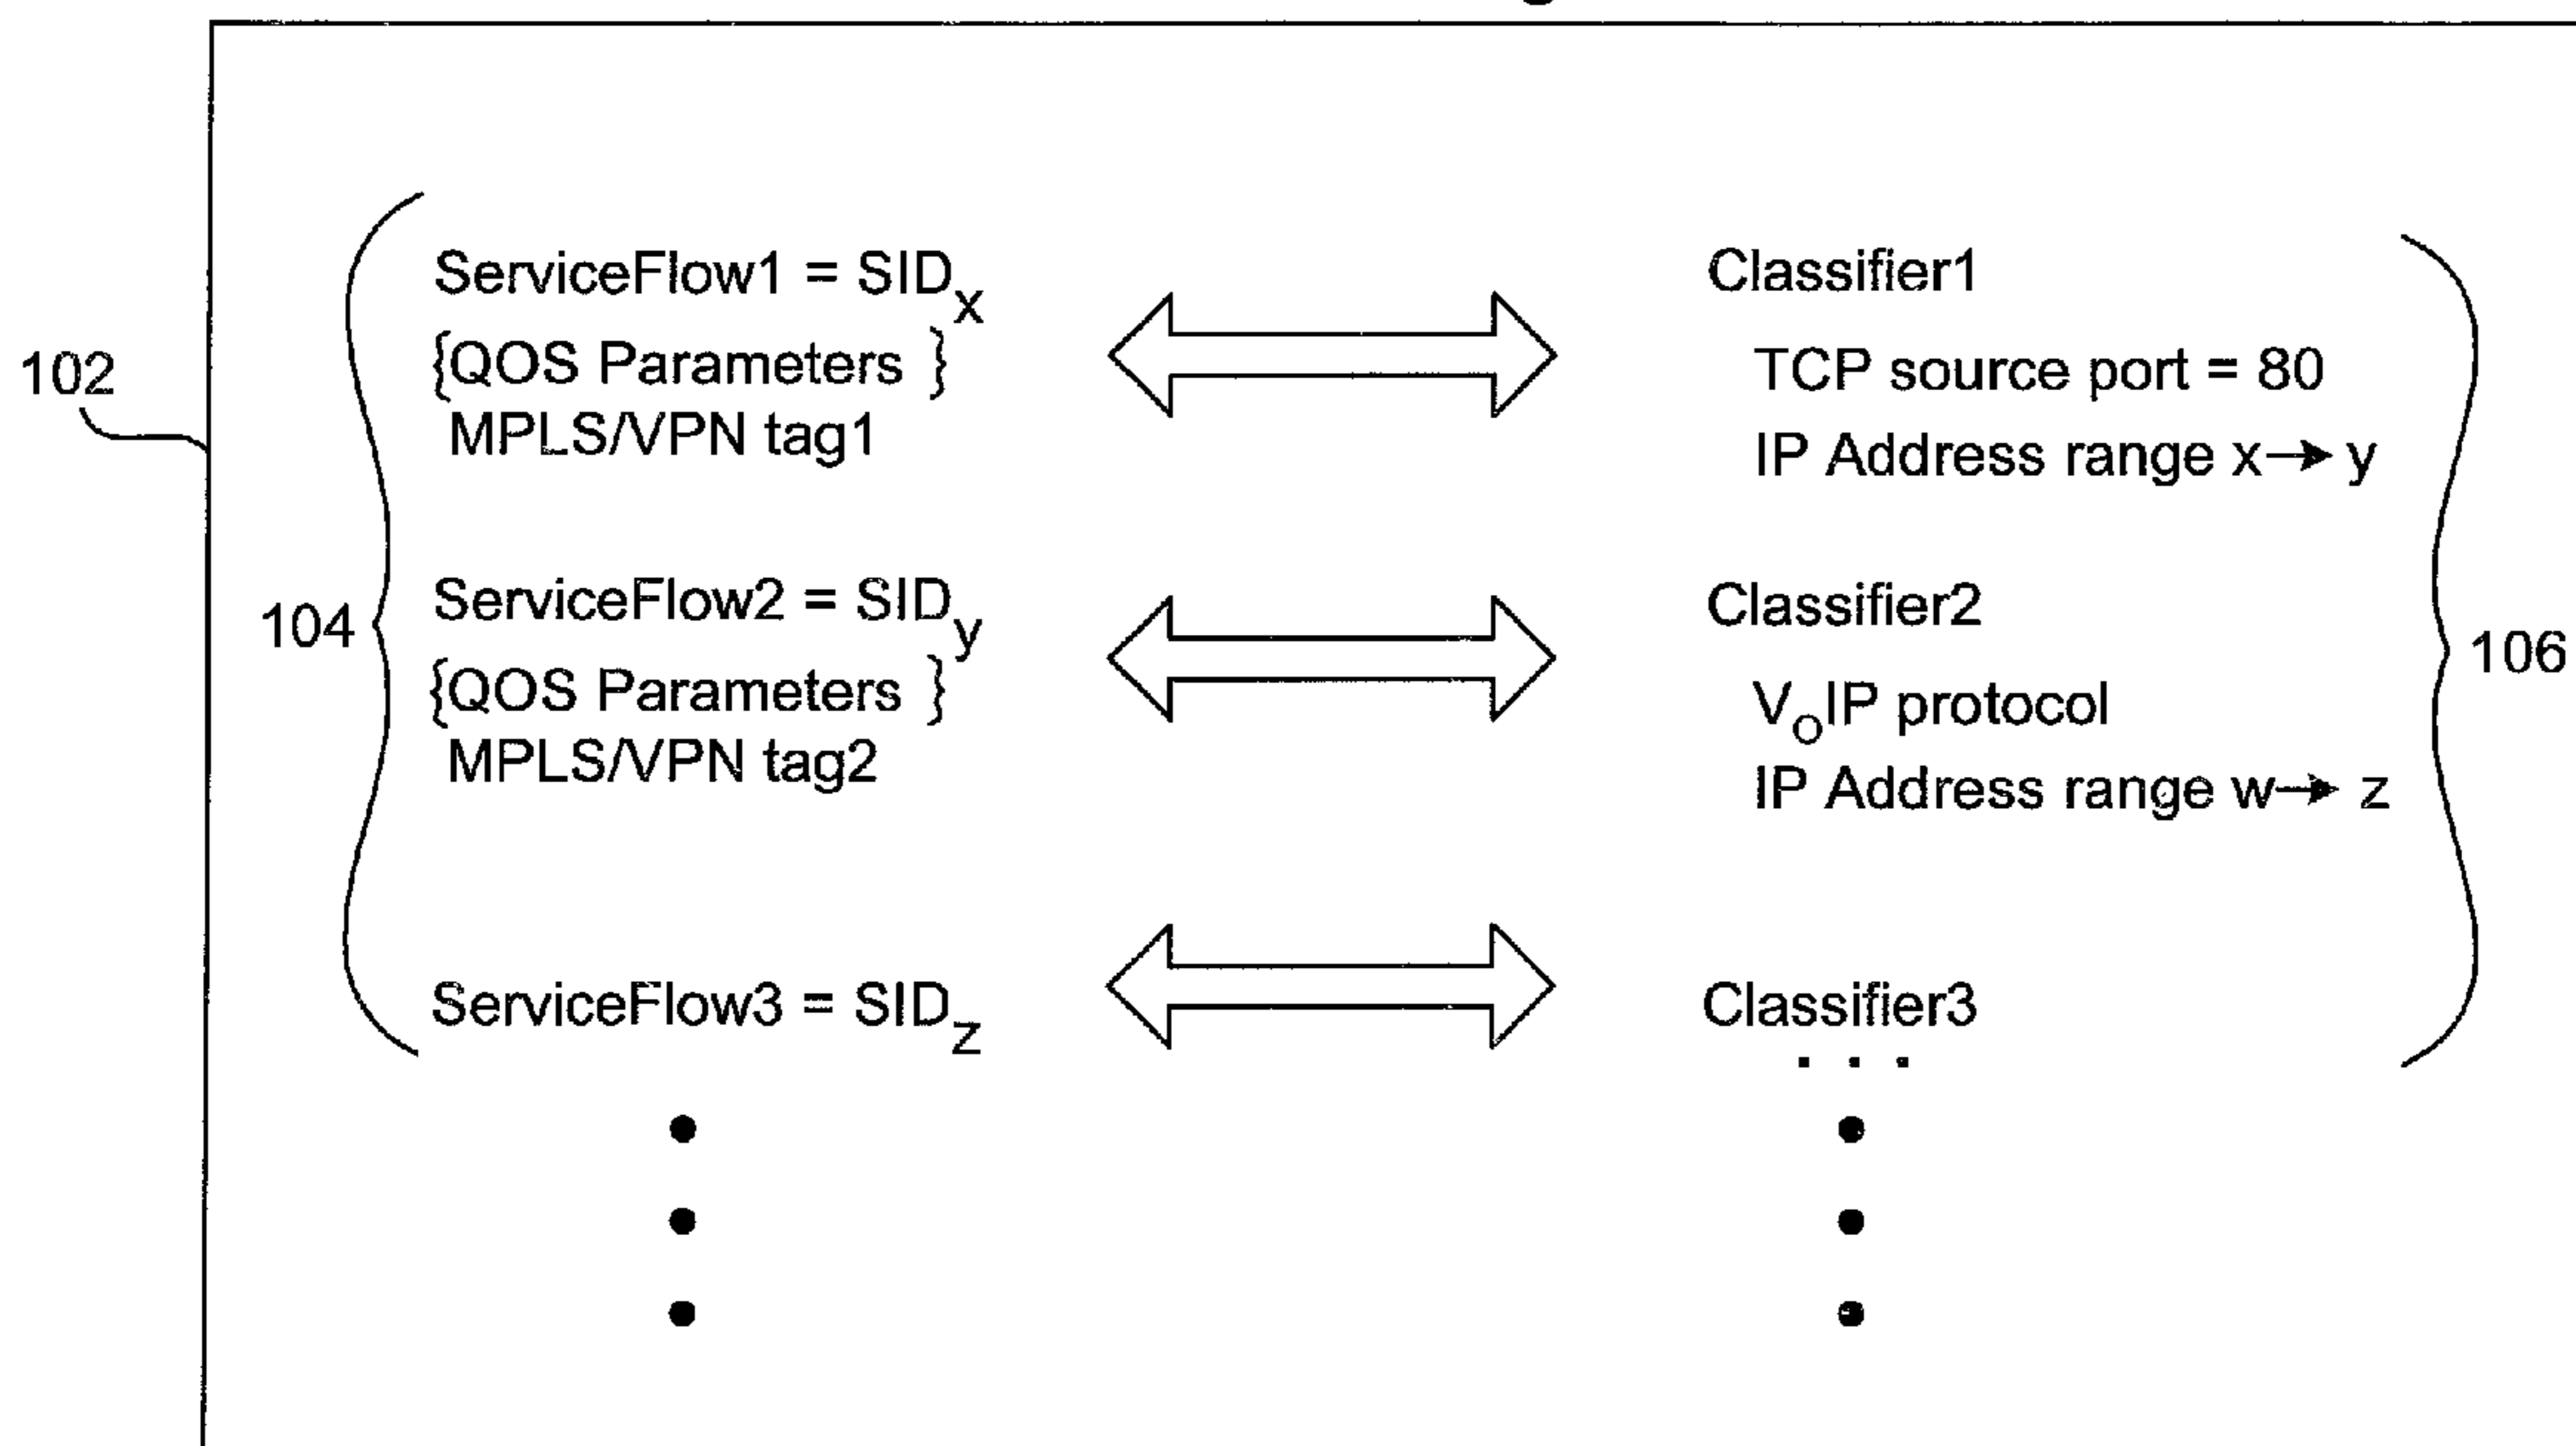 ServiceFlow1 = SIDx
{QOS Parameters }
MPLS/VPN tag1
Classifier1
TCP source port = 80
IP Address range x→ y
102
104
ServiceFlow2 = SIDy
{QOS Parameters }
MPLS/VPN tag2
Classifier2
VoIP protocol
IP Address range w→ z
106
ServiceFlow3 = SIDz
Classifier3
. . .